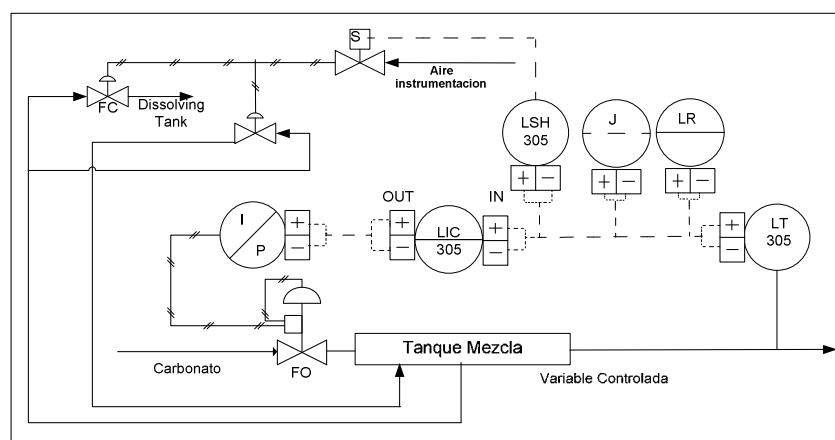 S
Aire
instrumentacion
FC
Dissolving
Tank
LSH
305
J
LR
+ −
+ −
+ −
OUT
IN
I
P
+
−
+
−
LIC
305
+
−
+
−
LT
305
Carbonato
FO
Tanque Mezcla
Variable Controlada